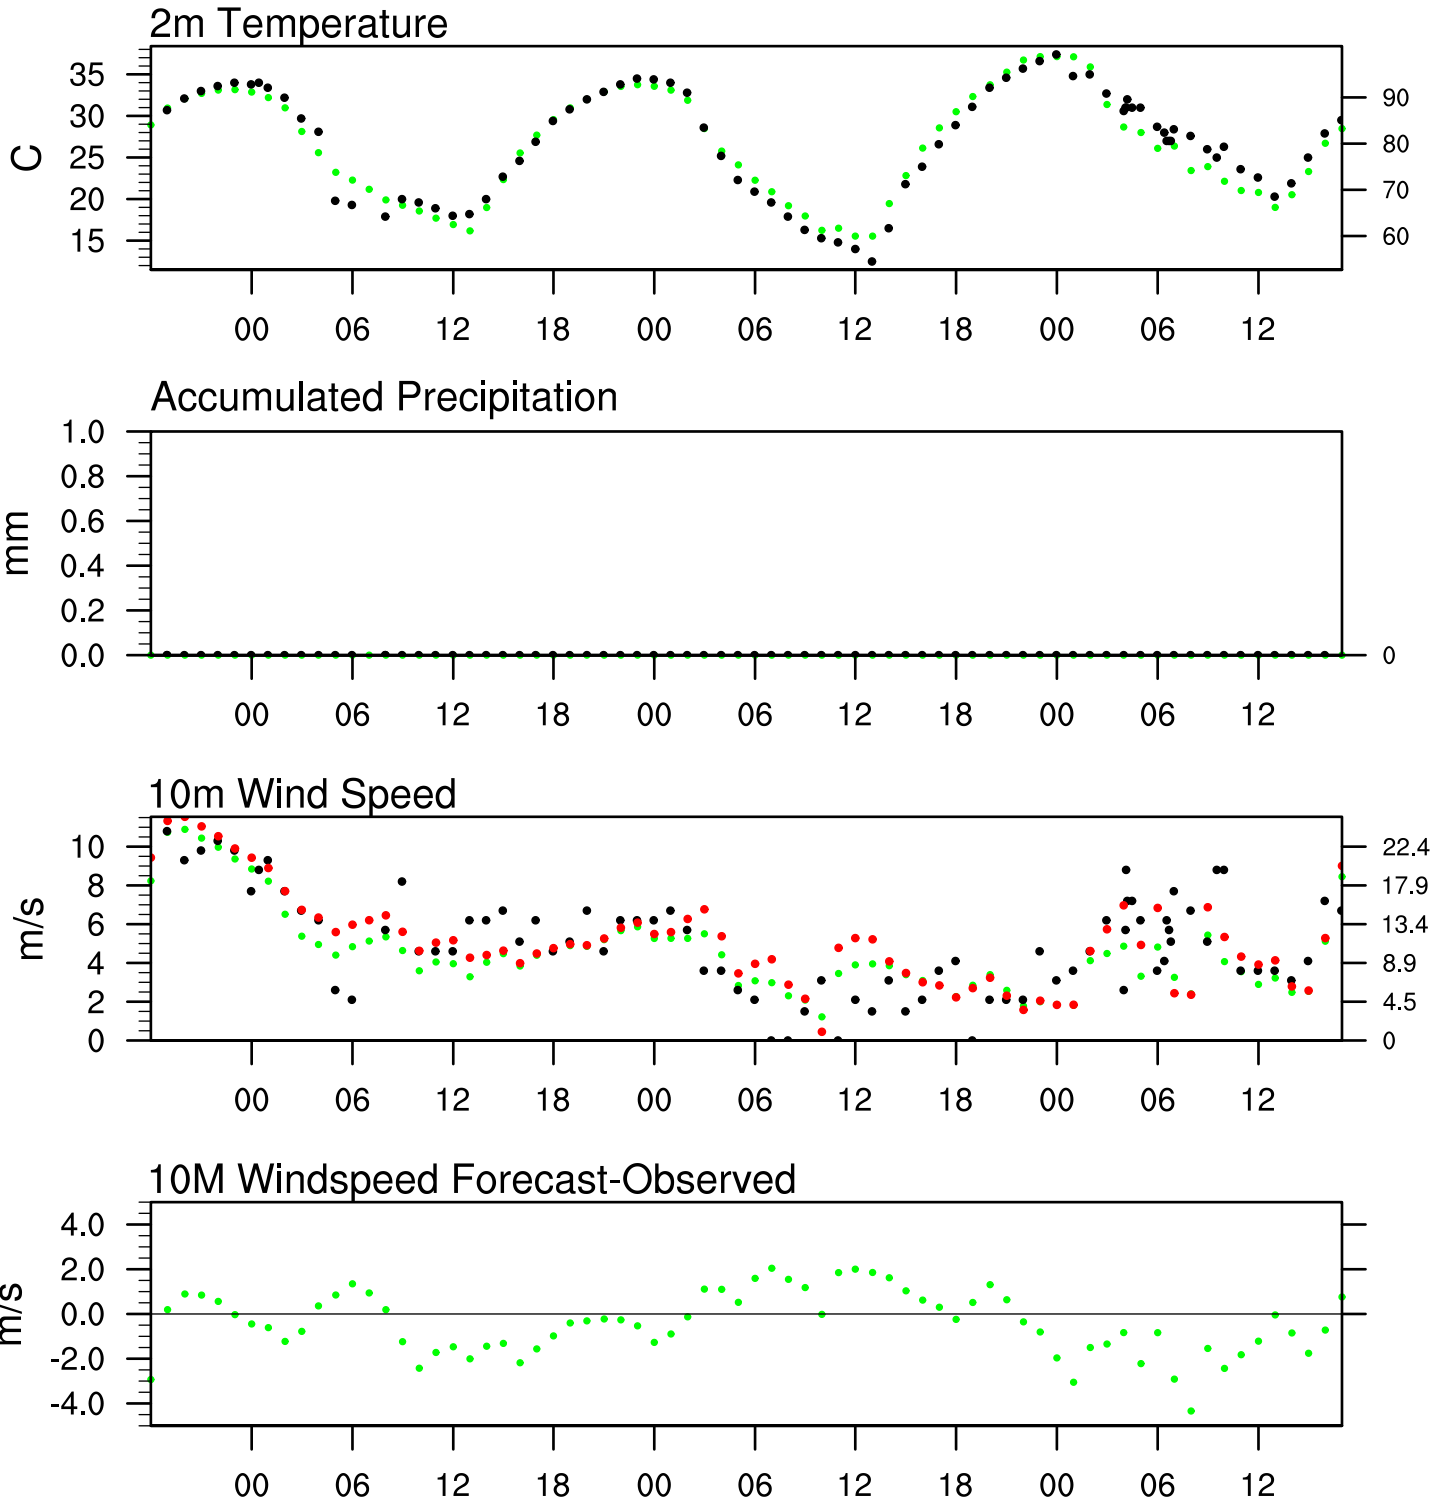 2m Temperature
35
30
25
20
15
C
90
80
70
60
00 06 12 18 00 06 12 18 00 06 12
Accumulated Precipitation
1.0
0.8
0.6
0.4
0.2
0.0
mm
0
00 06 12 18 00 06 12 18 00 06 12
10m Wind Speed
10
8
6
4
2
0
m/s
22.4
17.9
13.4
8.9
4.5
0
00 06 12 18 00 06 12 18 00 06 12
10M Windspeed Forecast-Observed
4.0
2.0
0.0
-2.0
-4.0
m/s
00 06 12 18 00 06 12 18 00 06 12